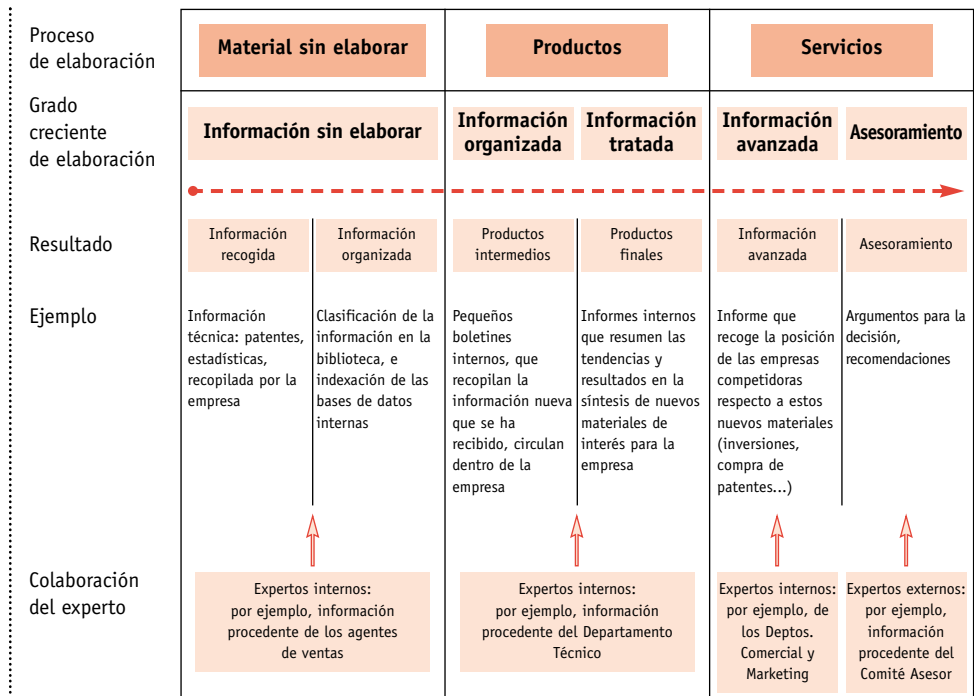 Proceso
de elaboración
Material sin elaborar
Productos
Servicios
Grado
creciente
de elaboración
Información sin elaborar
Información
organizada
Información
tratada
Información
avanzada
Asesoramiento
Resultado
Información
recogida
Información
organizada
Productos
intermedios
Productos
finales
Información
avanzada
Asesoramiento
Ejemplo
Información
técnica: patentes,
estadísticas,
recopilada por la
empresa
Clasificación de la
información en la
biblioteca, e
indexación de las
bases de datos
internas
Pequeños
boletines
internos, que
recopilan la
información nueva
que se ha
recibido, circulan
dentro de la
empresa
Informes internos
que resumen las
tendencias y
resultados en la
síntesis de nuevos
materiales de
interés para la
empresa
Informe que
recoge la posición
de las empresas
competidoras
respecto a estos
nuevos materiales
(inversiones,
compra de
patentes...)
Argumentos para la
decisión,
recomendaciones
Colaboración
del experto
Expertos internos:
por ejemplo, información
procedente de los agentes
de ventas
Expertos internos:
por ejemplo, información
procedente del Departamento
Técnico
Expertos internos:
por ejemplo, de
los Deptos.
Comercial y
Marketing
Expertos externos:
por ejemplo,
información
procedente del
Comité Asesor